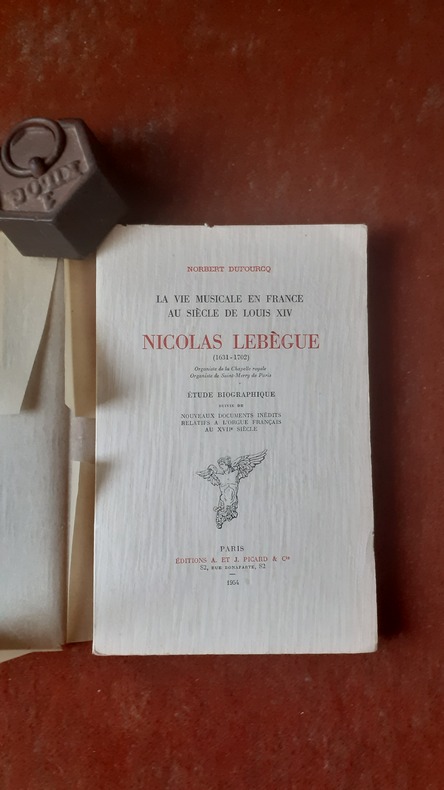 NORBERT DUFOURCQ
LA VIE MUSICALE EN FRANCE
AU SIÈCLE DE LOUIS XIV
NICOLAS LEBÈGUE
(1631-1702)
Organiste de la Chapelle royale
Organiste de Saint-Merry de Paris
ÉTUDE BIOGRAPHIQUE
SUIVIE DE
NOUVEAUX DOCUMENTS INÉDITS
RELATIFS A L'ORGUE FRANÇAIS
AU XVIIe SIÈCLE
PARIS
ÉDITIONS A. ET J. PICARD & Cie
82, RUE BONAPARTE, 82
1954